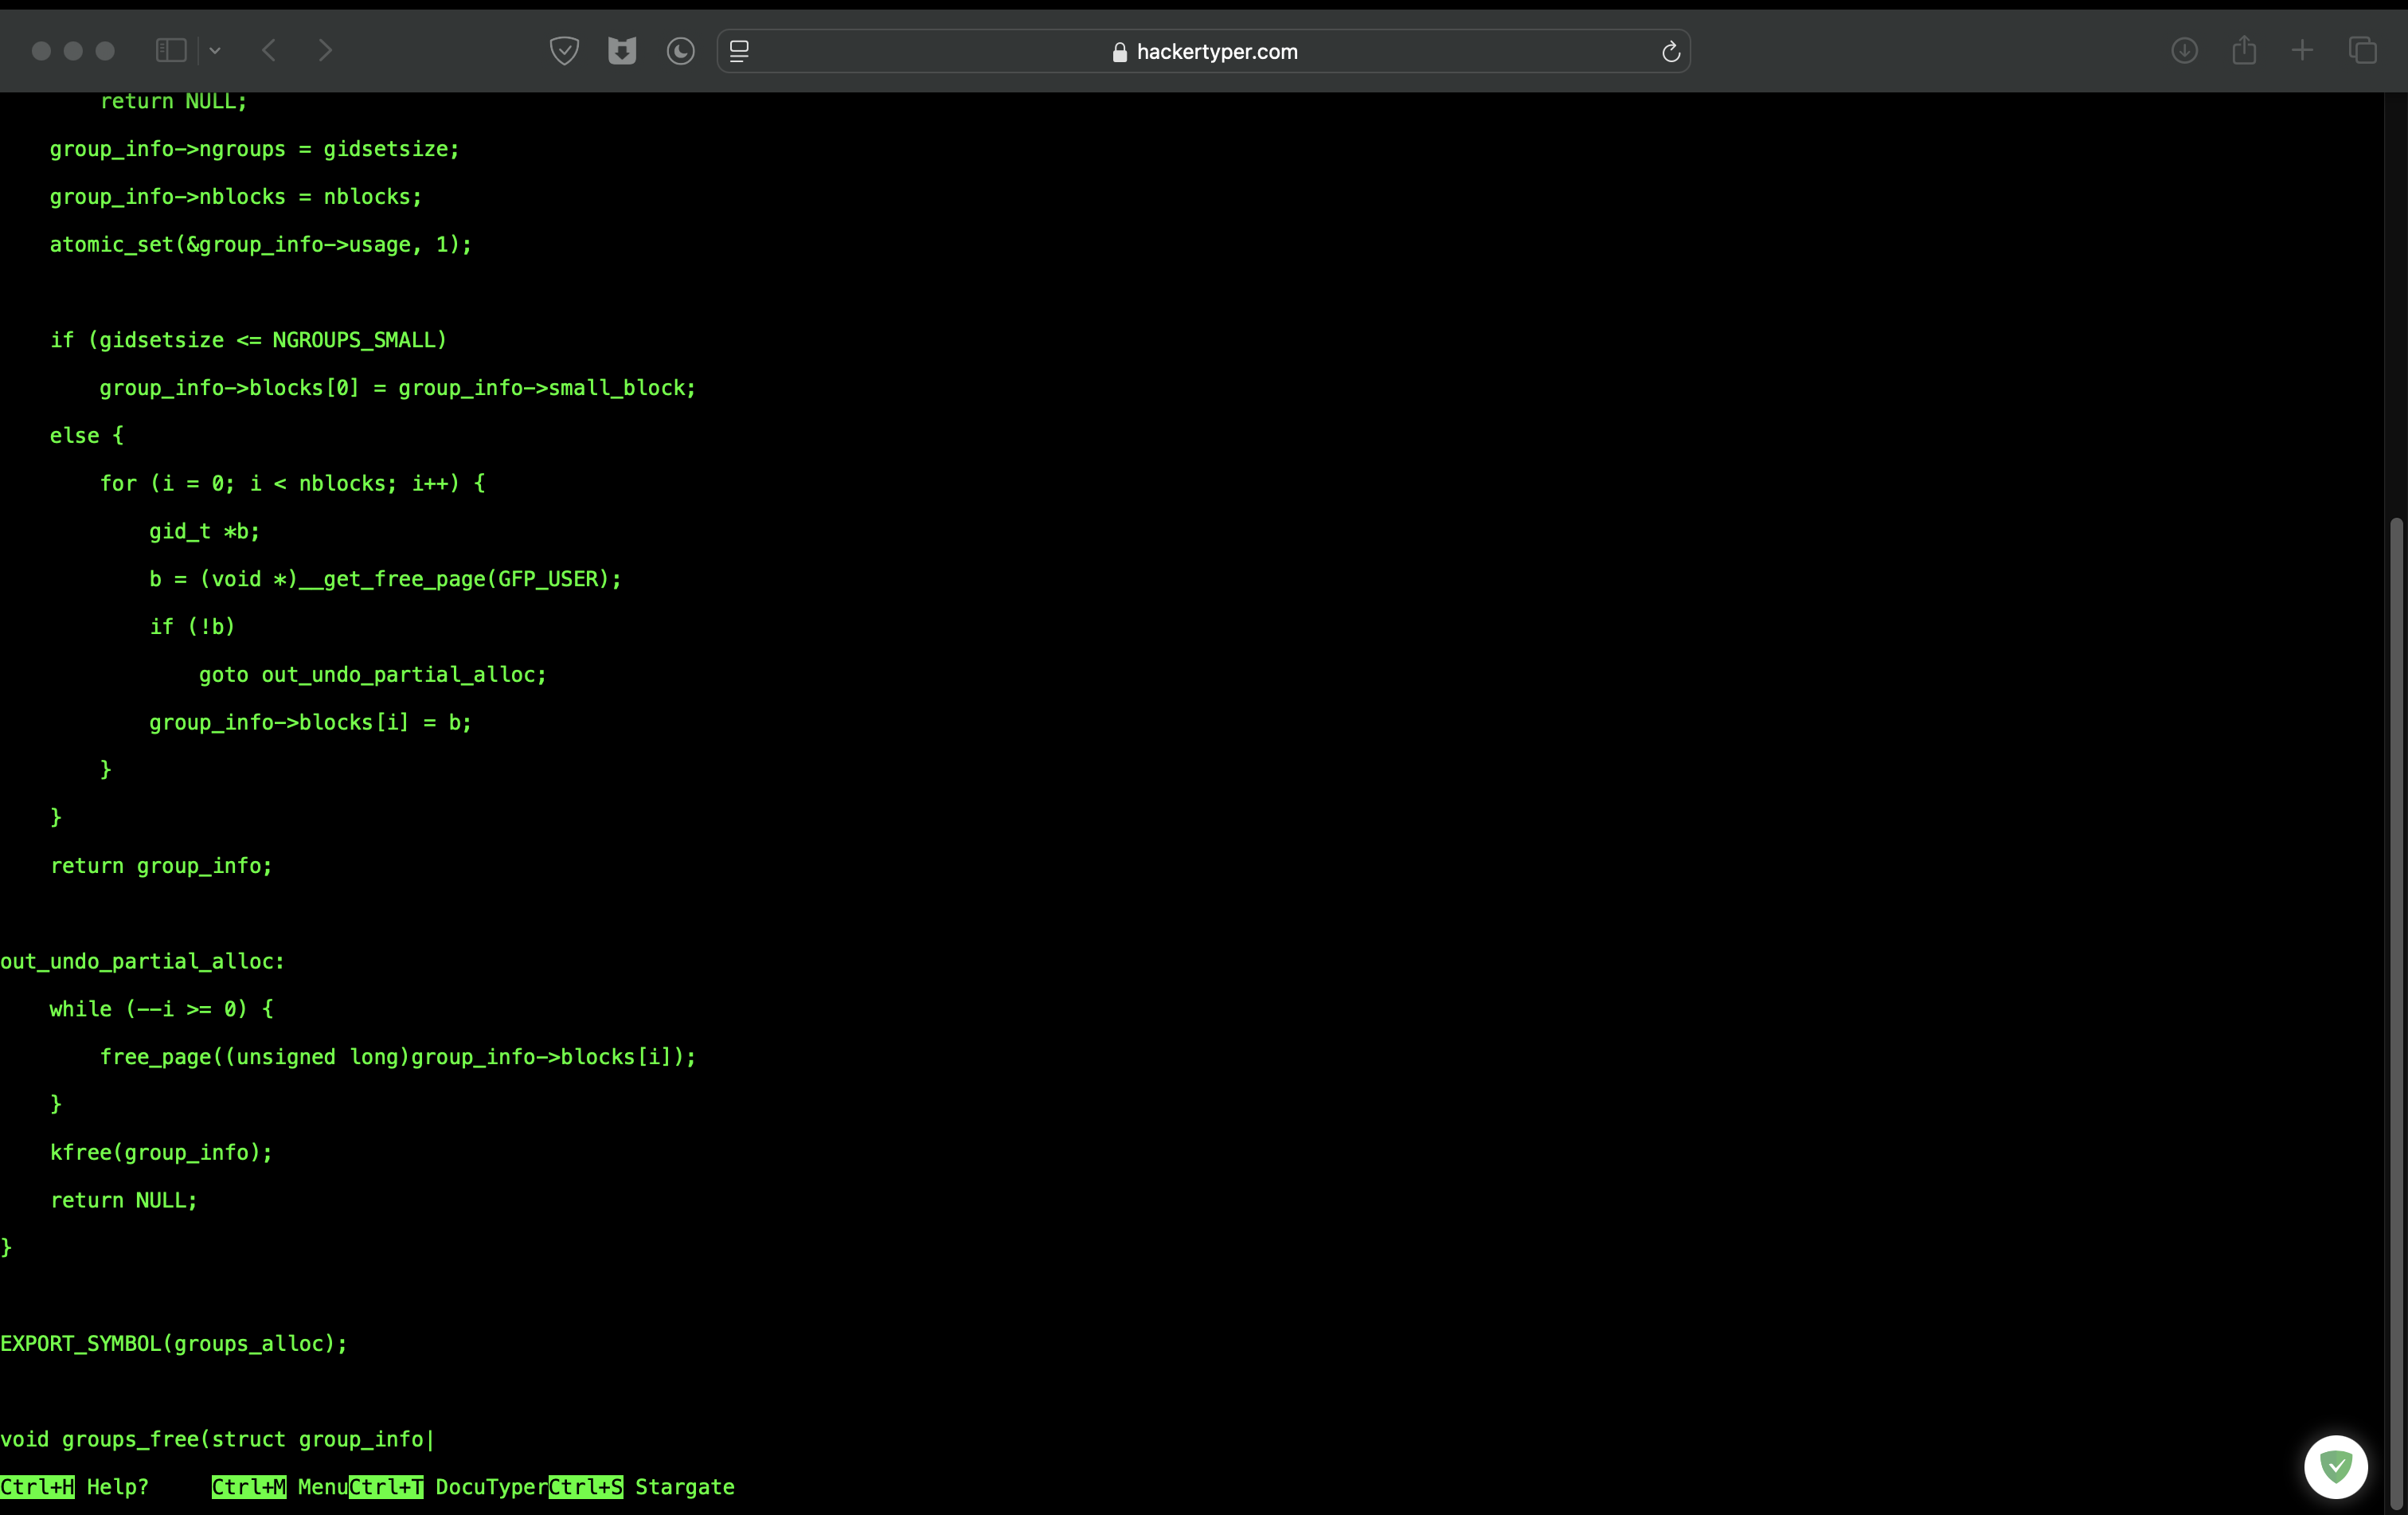 hackertyper.com
        return NULL;
    group_info->ngroups = gidsetsize;
    group_info->nblocks = nblocks;
    atomic_set(&group_info->usage, 1);
    if (gidsetsize <= NGROUPS_SMALL)
        group_info->blocks[0] = group_info->small_block;
    else {
        for (i = 0; i < nblocks; i++) {
            gid_t *b;
            b = (void *)__get_free_page(GFP_USER);
            if (!b)
                goto out_undo_partial_alloc;
            group_info->blocks[i] = b;
        }
    }
    return group_info;
out_undo_partial_alloc:
    while (--i >= 0) {
        free_page((unsigned long)group_info->blocks[i]);
    }
    kfree(group_info);
    return NULL;
}
EXPORT_SYMBOL(groups_alloc);
void groups_free(struct group_info|
Ctrl+H Help?     Ctrl+M MenuCtrl+T DocuTyperCtrl+S Stargate